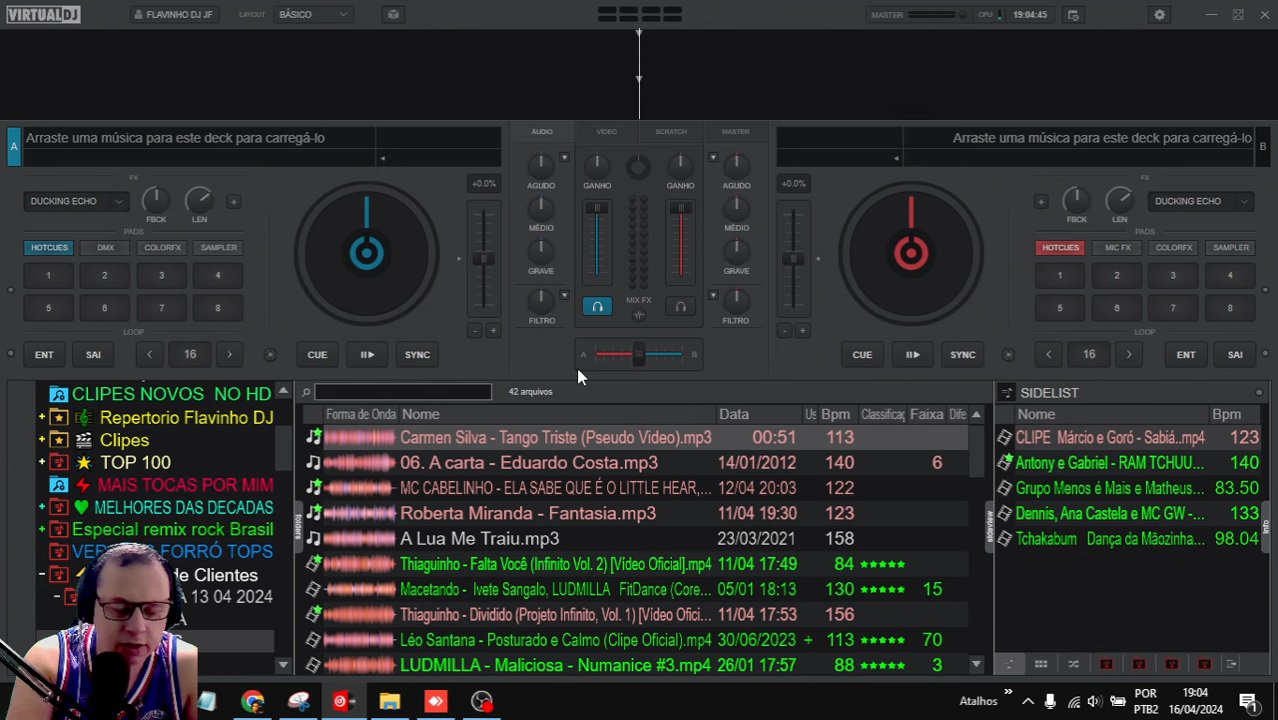 VIRTUALDJ
FLAVINHO DJ JF
LAYOUT
BÁSICO
MASTER
CPU
19:04:45
A
Arraste uma música para este deck para carregá-lo
ÁUDIO
VÍDEO
SCRATCH
MASTER
Arraste uma música para este deck para carregá-lo
B
FX
DUCKING ECHO
FBCK
LEN
+0.0%
AGUDO
GANHO
GANHO
AGUDO
+0.0%
FX
FBCK
LEN
DUCKING ECHO
PADS
HOTCUES
DMX
COLORFX
SAMPLER
MÉDIO
MÉDIO
PADS
HOTCUES
MIC FX
COLORFX
SAMPLER
1
2
3
4
GRAVE
GRAVE
1
2
3
4
5
6
7
8
FILTRO
MIX FX
FILTRO
5
6
7
8
LOOP
ENT
SAI
16
CUE
SYNC
A
B
CUE
SYNC
LOOP
16
ENT
SAI
42 arquivos
SIDELIST
CLIPES NOVOS NO HD
Repertorio Flavinho DJ
Clipes
TOP 100
MAIS TOCAS POR MIM
MELHORES DAS DECADAS
Especial remix rock Brasil
FORRÓ TOPS
de Clientes
A 13 04 2024
A
folders
Forma de Onda
Nome
Data
Us
Bpm
Classificaç
Faixa
Dife
Carmen Silva - Tango Triste (Pseudo Video).mp3 00:51 113
06. A carta - Eduardo Costa.mp3 14/01/2012 140 6
MC CABELINHO - ELA SABE QUE É O LITTLE HEAR,... 12/04 20:03 122
Roberta Miranda - Fantasia.mp3 11/04 19:30 123
A Lua Me Traiu.mp3 23/03/2021 158
Thiaguinho - Falta Você (Infinito Vol. 2) [Vídeo Oficial].mp4 11/04 17:49 84 ★★★★★
Macetando - Ivete Sangalo, LUDMILLA FitDance (Core... 05/01 18:13 130 ★★★★★ 15
Thiaguinho - Dividido (Projeto Infinito, Vol. 1) [Vídeo Ofici... 11/04 17:53 156
Léo Santana - Posturado e Calmo (Clipe Oficial).mp4 30/06/2023 + 113 ★★★★★ 70
LUDMILLA - Maliciosa - Numanice #3.mp4 26/01 17:57 88 ★★★★★ 3
sideview
Nome
Bpm
CLIPE Márcio e Goró - Sabiá..mp4 123
Antony e Gabriel - RAM TCHUU... 140
Grupo Menos é Mais e Matheus... 83.50
Dennis, Ana Castela e MC GW -... 133
Tchakabum Dança da Mãozinha... 98.04
info
Atalhos
»
POR
PTB2
19:04
16/04/2024
1